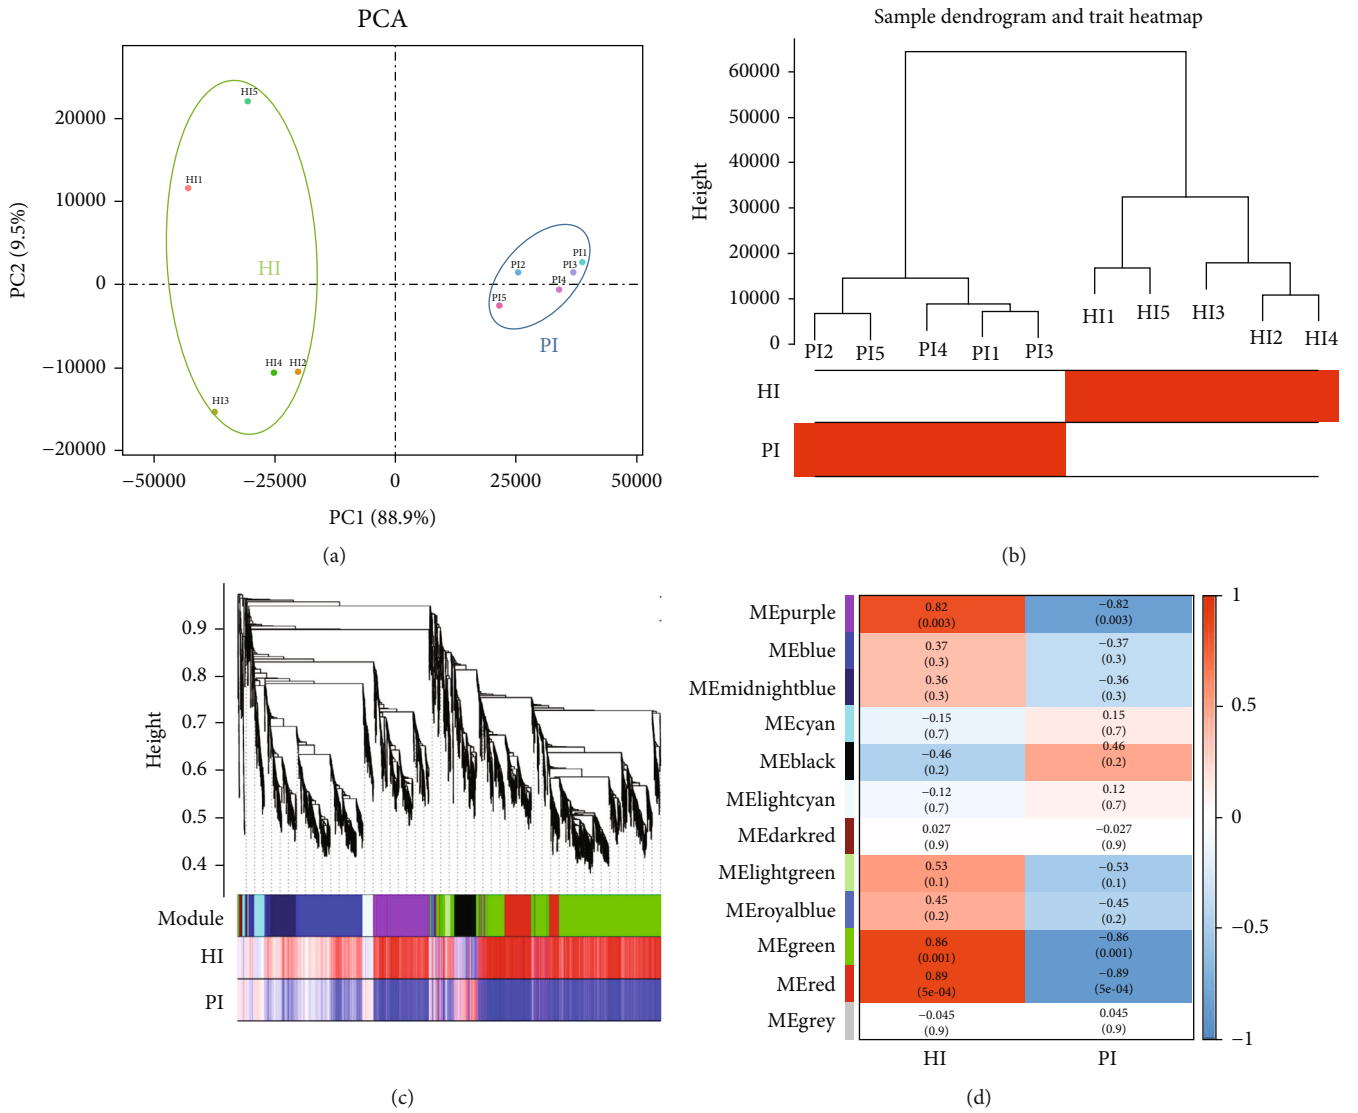 PCA
PC2 (9.5%)
20000
10000
0
−10000
−20000
HI5
HI1
HI
HI4
HI2
HI3
PI1
PI2
PI3
PI4
PI5
PI
−50000
−25000
0
25000
50000
PC1 (88.9%)
(a)
Sample dendrogram and trait heatmap
Height
60000
50000
40000
30000
20000
10000
0
PI2
PI5
PI4
PI1
PI3
HI1
HI5
HI3
HI2
HI4
HI
PI
(b)
Height
0.9
0.8
0.7
0.6
0.5
0.4
Module
HI
PI
(c)
MEpurple
0.82
(0.003)
−0.82
(0.003)
MEblue
0.37
(0.3)
−0.37
(0.3)
MEmidnightblue
0.36
(0.3)
−0.36
(0.3)
MEcyan
−0.15
(0.7)
0.15
(0.7)
MEblack
−0.46
(0.2)
0.46
(0.2)
MElightcyan
−0.12
(0.7)
0.12
(0.7)
MEdarkred
0.027
(0.9)
−0.027
(0.9)
MElightgreen
0.53
(0.1)
−0.53
(0.1)
MEroyalblue
0.45
(0.2)
−0.45
(0.2)
MEgreen
0.86
(0.001)
−0.86
(0.001)
MEred
0.89
(5e-04)
−0.89
(5e-04)
MEgrey
−0.045
(0.9)
0.045
(0.9)
HI
PI
1
0.5
0
−0.5
−1
(d)